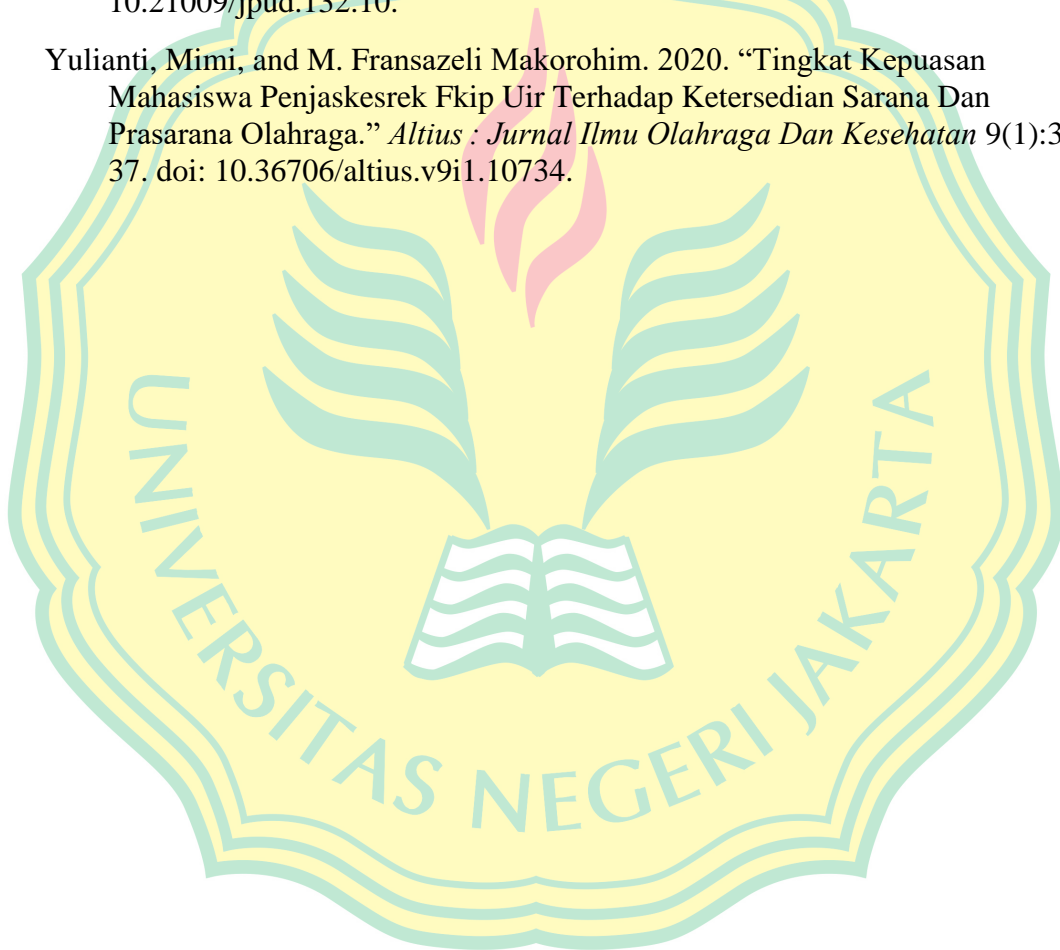 10.21009/jpud.132.10.
Yulianti, Mimi, and M. Fransazeli Makorohim. 2020. “Tingkat Kepuasan
Mahasiswa Penjaskesrek Fkip Uir Terhadap Ketersedian Sarana Dan
Prasarana Olahraga.” Altius : Jurnal Ilmu Olahraga Dan Kesehatan 9(1):3
37. doi: 10.36706/altius.v9i1.10734.
UNIVERSITAS NEGERI JAKARTA